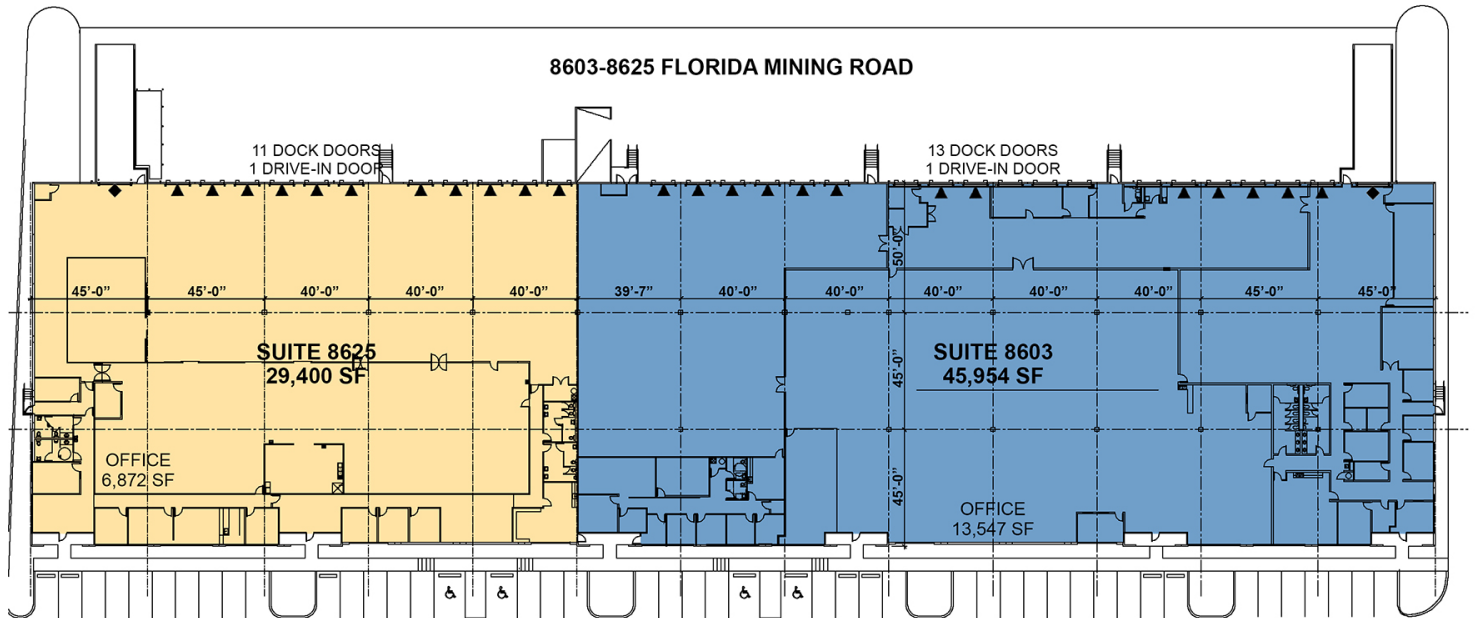 8603-8625 FLORIDA MINING ROAD
11 DOCK DOORS
1 DRIVE-IN DOOR
13 DOCK DOORS
1 DRIVE-IN DOOR
50'-0"
45'-0"
45'-0"
40'-0"
40'-0"
40'-0"
39'-7"
40'-0"
40'-0"
40'-0"
40'-0"
40'-0"
45'-0"
45'-0"
SUITE 8625
29,400 SF
SUITE 8603
45,954 SF
45'-0"
OFFICE
6,872 SF
45'-0"
OFFICE
13,547 SF